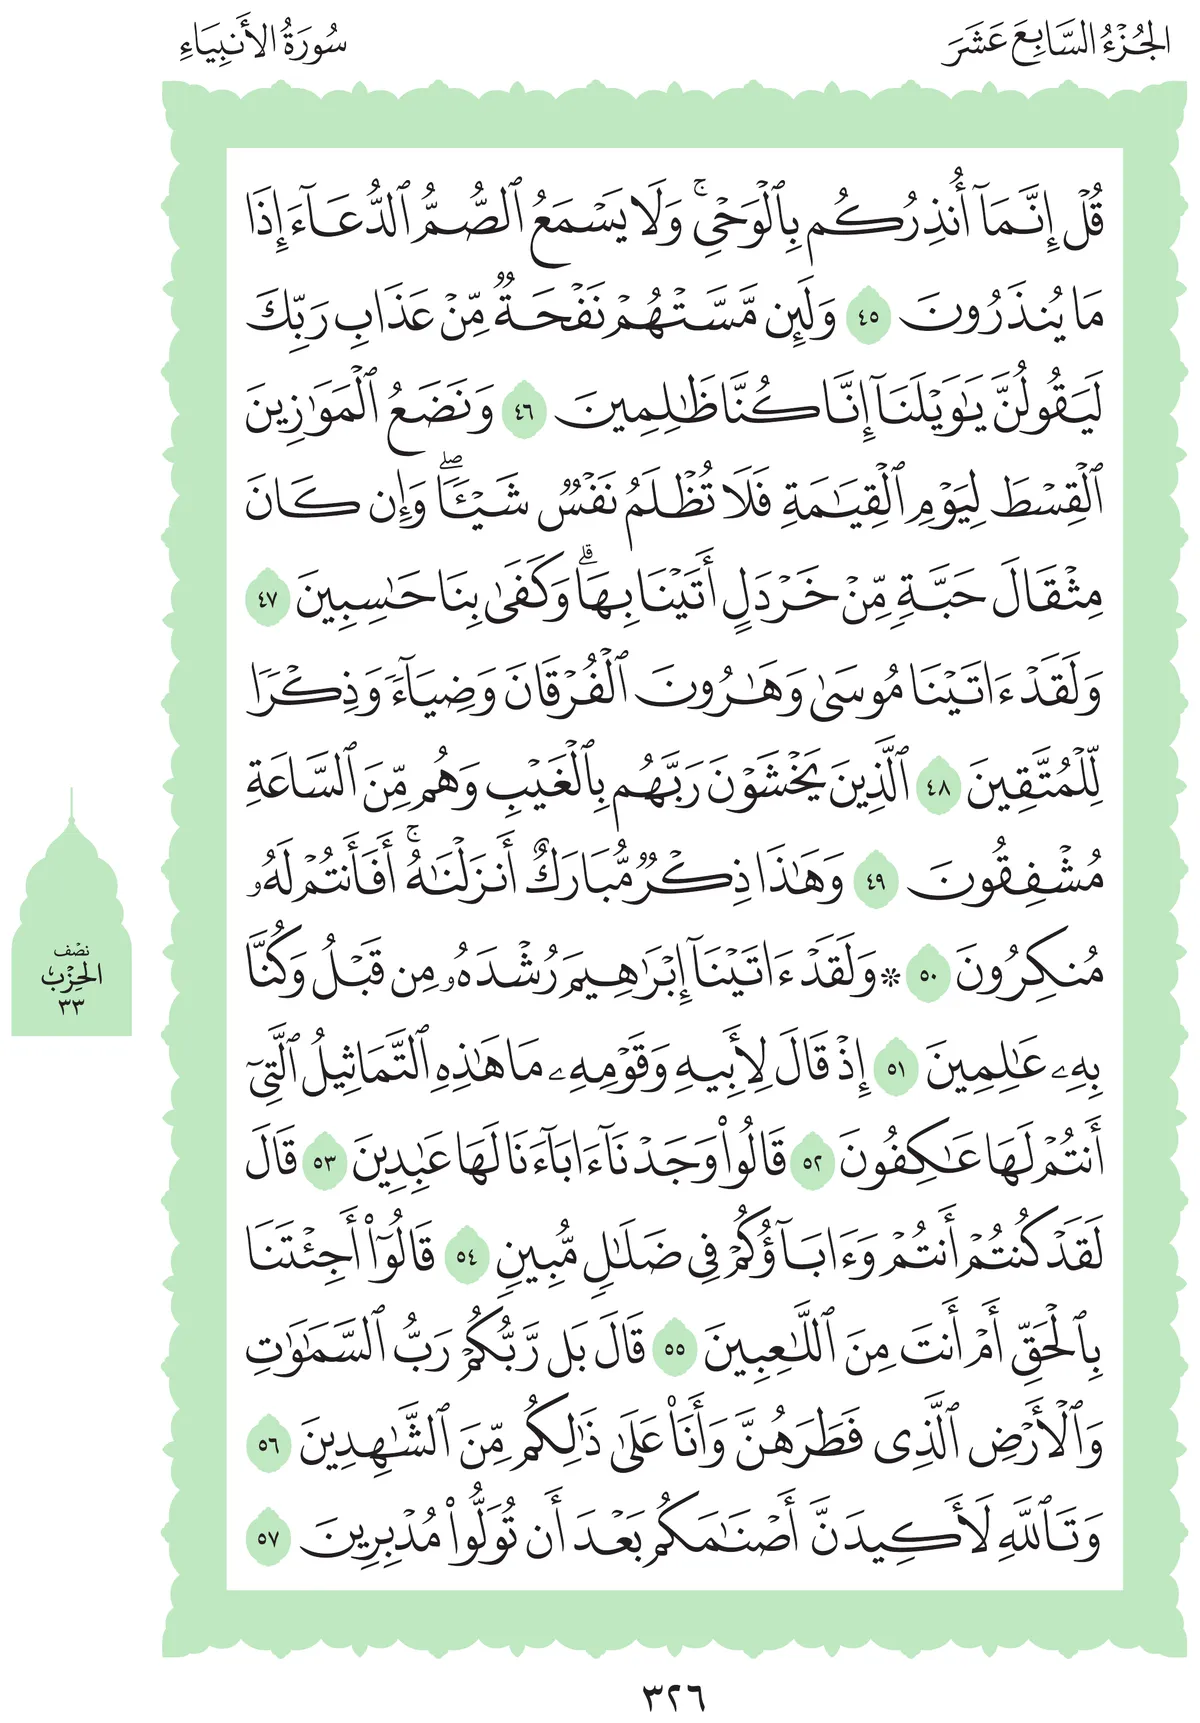 الجُزْءُ السَّابِعَ عَشَرَ
سُورَةُ الأَنبِيَاءِ
قُلْ إِنَّمَآ أُنذِرُكُم بِٱلْوَحْىِ ۚ وَلَا يَسْمَعُ ٱلصُّمُّ ٱلدُّعَآءَ إِذَا
مَا يُنذَرُونَ ٤٥ وَلَئِن مَّسَّتْهُمْ نَفْحَةٌ مِّنْ عَذَابِ رَبِّكَ
لَيَقُولُنَّ يَٰوَيْلَنَآ إِنَّا كُنَّا ظَٰلِمِينَ ٤٦ وَنَضَعُ ٱلْمَوَٰزِينَ
ٱلْقِسْطَ لِيَوْمِ ٱلْقِيَٰمَةِ فَلَا تُظْلَمُ نَفْسٌ شَيْـًٔا ۖ وَإِن كَانَ
مِثْقَالَ حَبَّةٍ مِّنْ خَرْدَلٍ أَتَيْنَا بِهَا ۗ وَكَفَىٰ بِنَا حَٰسِبِينَ ٤٧
وَلَقَدْ ءَاتَيْنَا مُوسَىٰ وَهَٰرُونَ ٱلْفُرْقَانَ وَضِيَآءً وَذِكْرًا
لِّلْمُتَّقِينَ ٤٨ ٱلَّذِينَ يَخْشَوْنَ رَبَّهُم بِٱلْغَيْبِ وَهُم مِّنَ ٱلسَّاعَةِ
مُشْفِقُونَ ٤٩ وَهَٰذَا ذِكْرٌ مُّبَارَكٌ أَنزَلْنَٰهُ ۚ أَفَأَنتُمْ لَهُۥ
مُنكِرُونَ ٥٠ ۞ وَلَقَدْ ءَاتَيْنَآ إِبْرَٰهِيمَ رُشْدَهُۥ مِن قَبْلُ وَكُنَّا
بِهِۦ عَٰلِمِينَ ٥١ إِذْ قَالَ لِأَبِيهِ وَقَوْمِهِۦ مَا هَٰذِهِ ٱلتَّمَاثِيلُ ٱلَّتِىٓ
أَنتُمْ لَهَا عَٰكِفُونَ ٥٢ قَالُوا۟ وَجَدْنَآ ءَابَآءَنَا لَهَا عَٰبِدِينَ ٥٣ قَالَ
لَقَدْ كُنتُمْ أَنتُمْ وَءَابَآؤُكُمْ فِى ضَلَٰلٍ مُّبِينٍ ٥٤ قَالُوٓا۟ أَجِئْتَنَا
بِٱلْحَقِّ أَمْ أَنتَ مِنَ ٱللَّٰعِبِينَ ٥٥ قَالَ بَل رَّبُّكُمْ رَبُّ ٱلسَّمَٰوَٰتِ
وَٱلْأَرْضِ ٱلَّذِى فَطَرَهُنَّ وَأَنَا۠ عَلَىٰ ذَٰلِكُم مِّنَ ٱلشَّٰهِدِينَ ٥٦
وَتَٱللَّهِ لَأَكِيدَنَّ أَصْنَٰمَكُم بَعْدَ أَن تُوَلُّوا۟ مُدْبِرِينَ ٥٧
نصف
الحِزْب
٣٣
٣٢٦